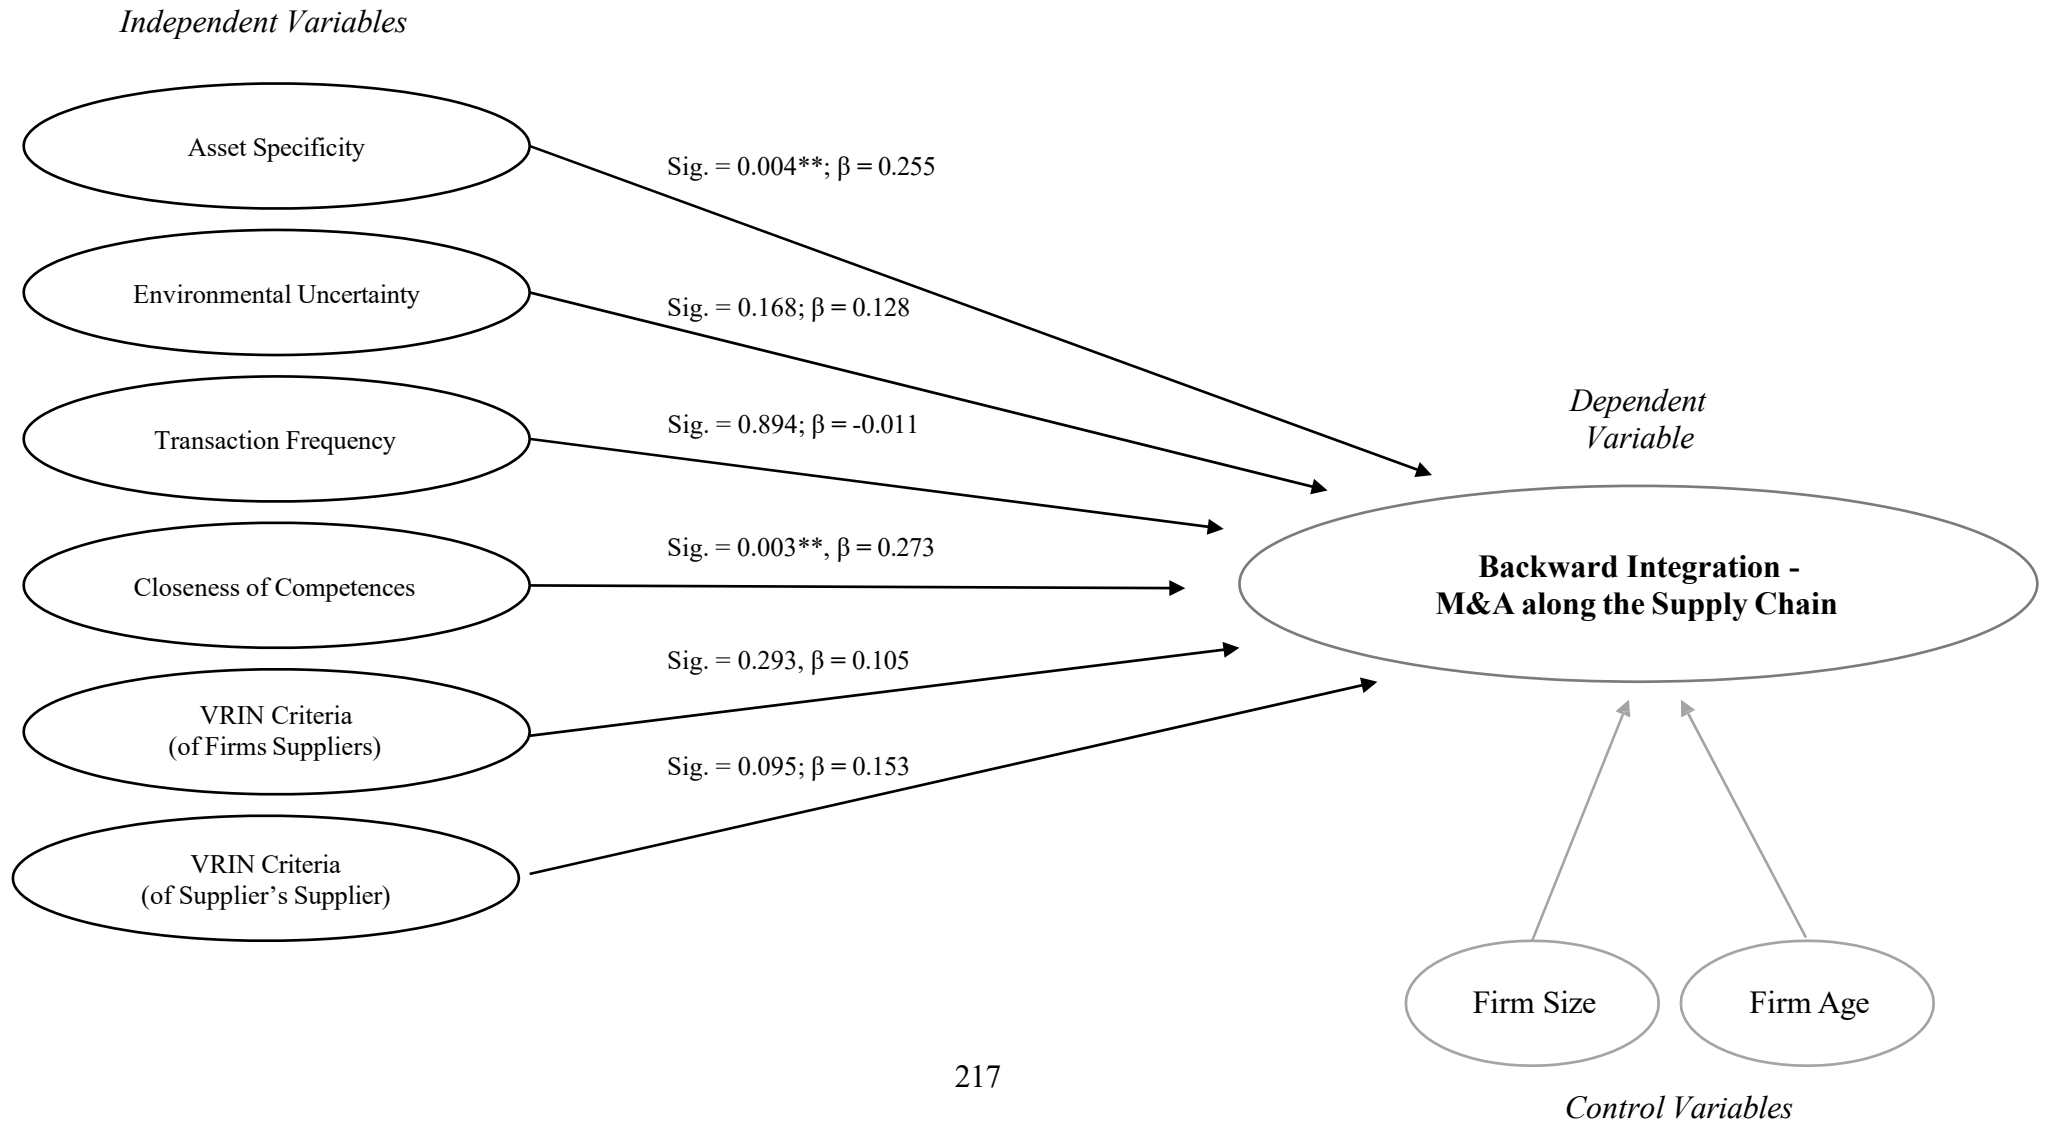 Independent Variables
Asset Specificity
Sig. = 0.004**; β = 0.255
Environmental Uncertainty
Sig. = 0.168; β = 0.128
Transaction Frequency
Sig. = 0.894; β = -0.011
Closeness of Competences
Sig. = 0.003**, β = 0.273
VRIN Criteria
(of Firms Suppliers)
Sig. = 0.293, β = 0.105
VRIN Criteria
(of Supplier’s Supplier)
Sig. = 0.095; β = 0.153
Dependent
Variable
Backward Integration -
M&A along the Supply Chain
Firm Size
Firm Age
Control Variables
217